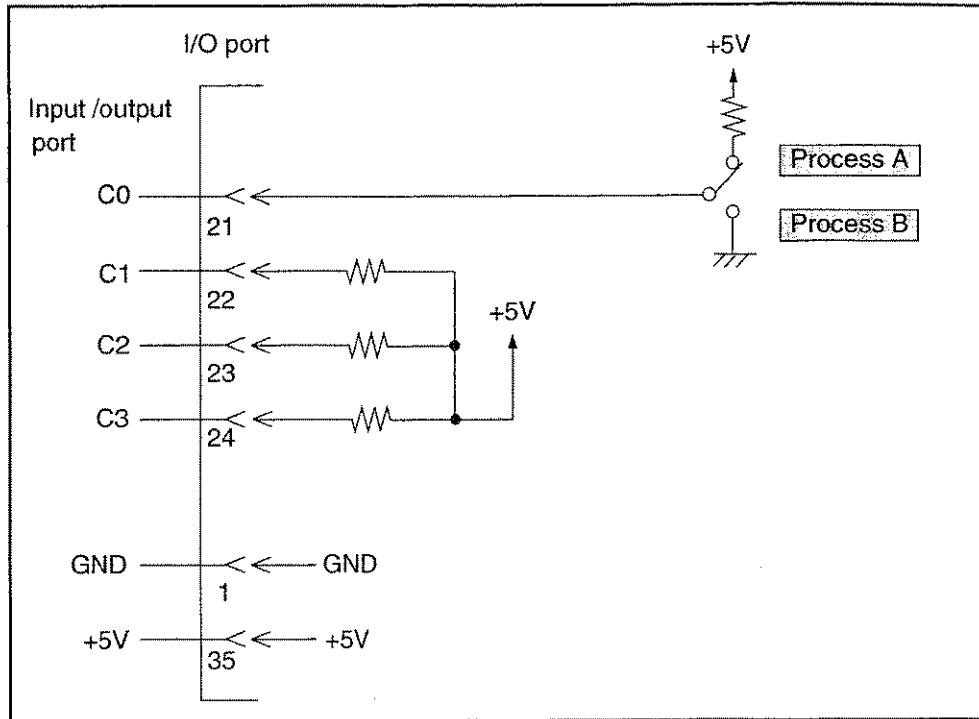 I/O port
+5V
Input /output
port
Process A
C0
21
Process B
C1
22
+5V
C2
23
C3
24
GND
GND
1
+5V
+5V
35